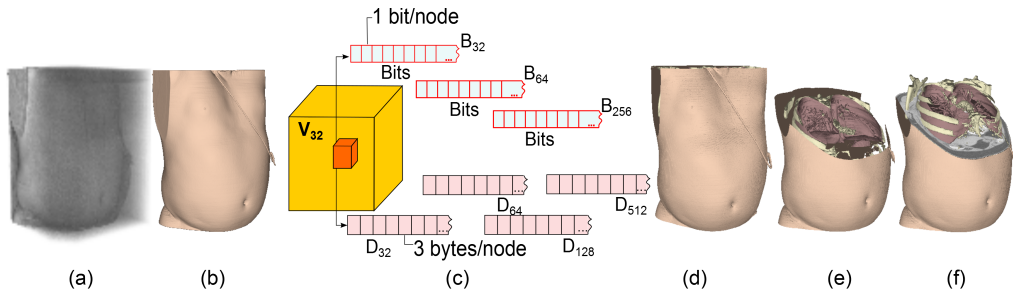 1 bit/node
B32
Bits
B64
Bits
B256
Bits
V32
D64
D512
D32
D128
3 bytes/node
(a)
(b)
(c)
(d)
(e)
(f)